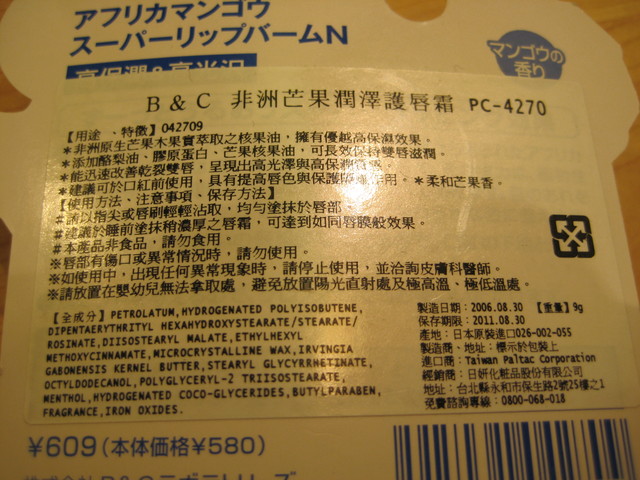 アフリカマンゴウ
スーパーリップバームN
高保潤&高光沢
マンゴウの
香り
B & C 非洲芒果潤澤護唇霜 PC-4270
【用途、特徵】042709
*非洲原生芒果木果實萃取之核果油，擁有優越高保濕效果。
*添加酪梨油、膠原蛋白、芒果核果油，可長效保持雙唇滋潤。
*能迅速改善乾裂雙唇，呈現出高光澤與高保潤
*建議可於口紅前使用，具有提高唇色與保護 作用。*柔和芒果香。
【使用方法、注意事項、保存方法】
#請以指尖或唇刷輕輕沾取，均勻塗抹於唇部
#建議於睡前塗抹稍濃厚之唇霜，可達到如同唇膜般效果。
#本產品非食品，請勿食用。
※唇部有傷口或異常情況時，請勿使用。
※如使用中，出現任何異常現象時，請停止使用，並洽詢皮膚科醫師。
※請放置在嬰幼兒無法拿取處，避免放置陽光直射處及極高溫、極低溫處。
【全成分】PETROLATUM,HYDROGENATED POLYISOBUTENE,
DIPENTAERYTHRITYL HEXAHYDROXYSTEARATE/STEARATE/
ROSINATE,DIISOSTEARYL MALATE,ETHYLHEXYL
METHOXYCINNAMATE,MICROCRYSTALLINE WAX,IRVINGIA
GABONENSIS KERNEL BUTTER,STEARYL GLYCYRRHETINATE,
OCTYLDODECANOL,POLYGLYCERYL-2 TRIISOSTEARATE,
MENTHOL,HYDROGENATED COCO-GLYCERIDES,BUTYLPARABEN,
FRAGRANCE,IRON OXIDES.
製造日期：2006.08.30 【重量】9g
保存期限：2011.08.30
產地：日本原裝進口026-002-055
製造商、地址：標示於包裝上
進口商：Taiwan Paltac Corporation
經銷商：日妍化粧品股份有限公司
地址：台北縣永和市保生路2號25樓之1
免費諮詢專線：0800-068-018
¥609(本体価格¥580)